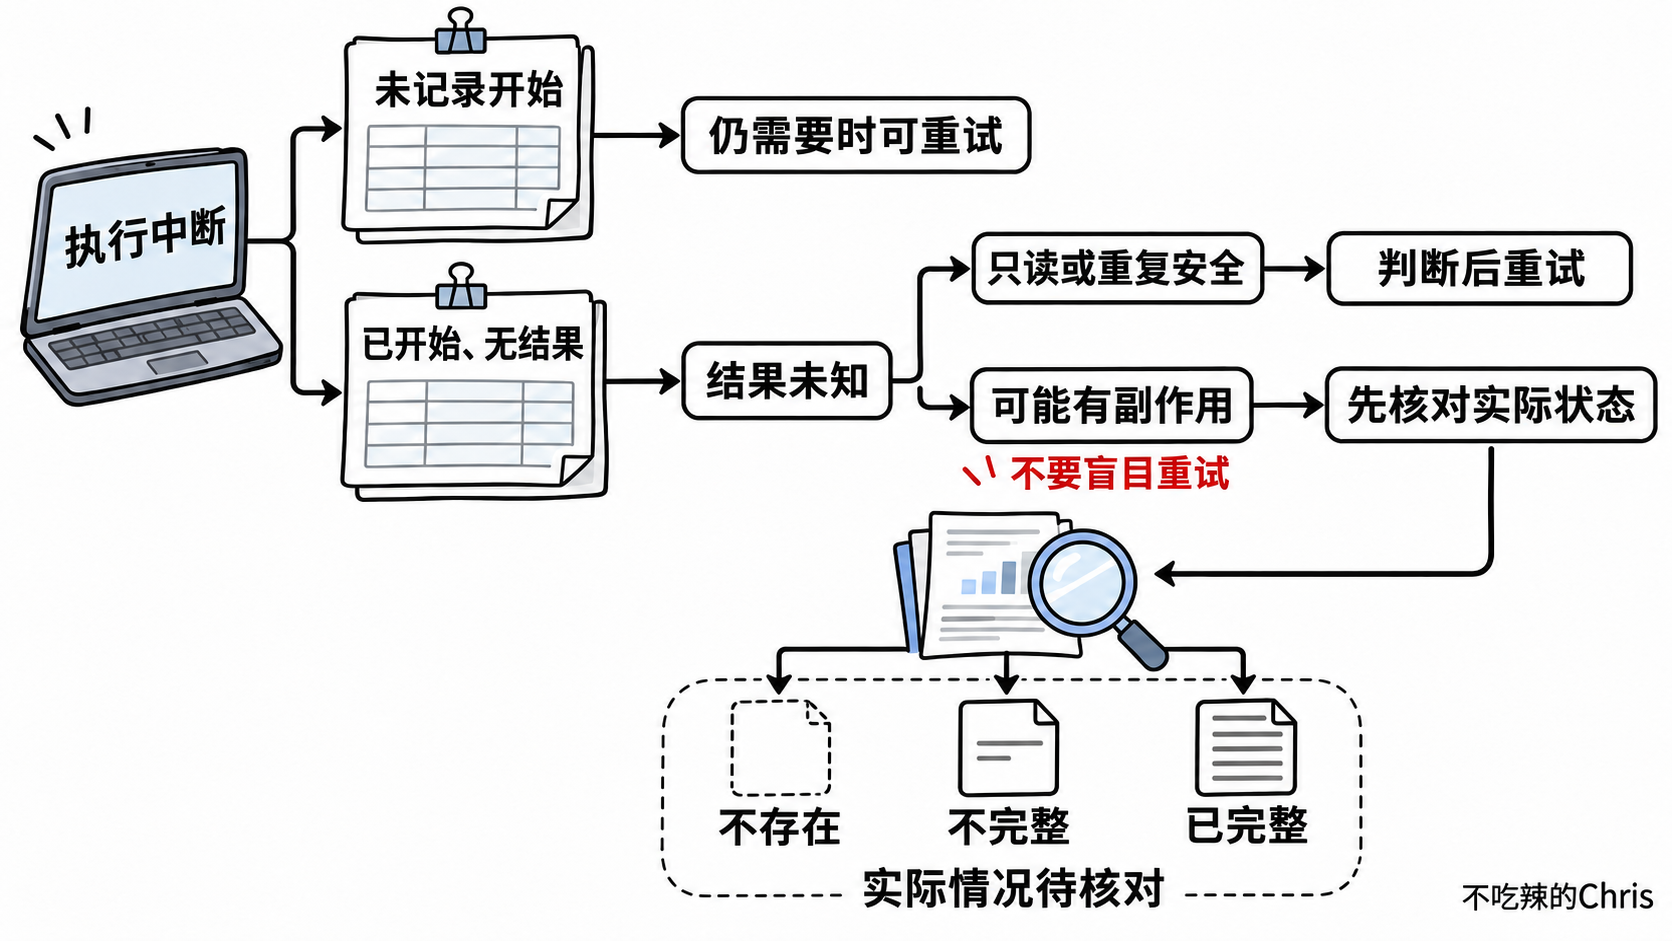 执行中断
未记录开始
仍需要时可重试
已开始、无结果
结果未知
只读或重复安全
判断后重试
可能有副作用
先核对实际状态
不要盲目重试
不存在
不完整
已完整
实际情况待核对
不吃辣的Chris